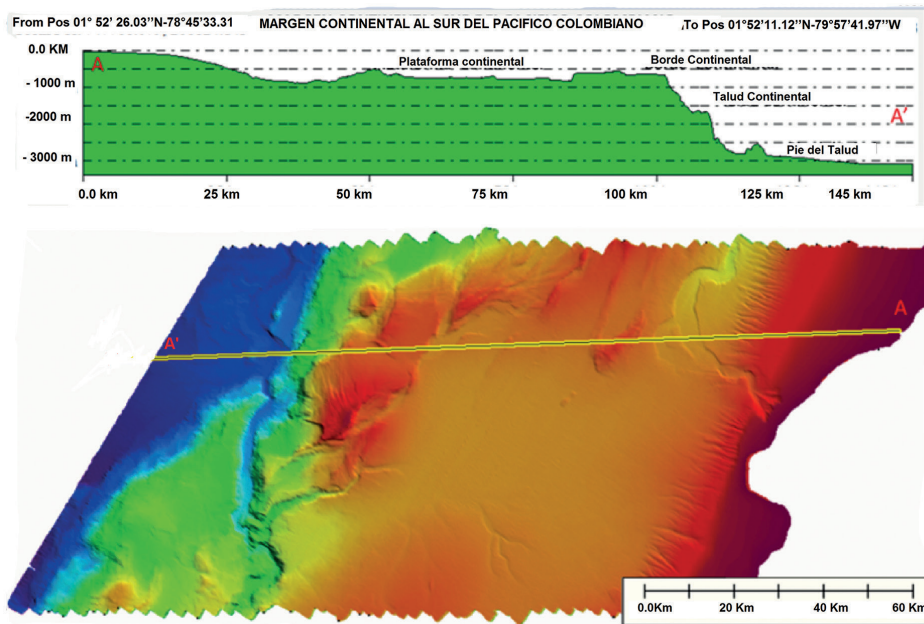 From Pos 01° 52' 26.03’’N-78°45'33.31 MARGEN CONTINENTAL AL SUR DEL PACIFICO COLOMBIANO To Pos 01°52'11.12’’N-79°57'41.97’’W
0.0 KM
A
Plataforma continental
Borde Continental
- 1000 m
Talud Continental
-2000 m
A’
- 3000 m
Pie del Talud
0.0 km 25 km 50 km 75 km 100 km 125 km 145 km
A
A'
0.0Km 20 Km 40 Km 60 Km